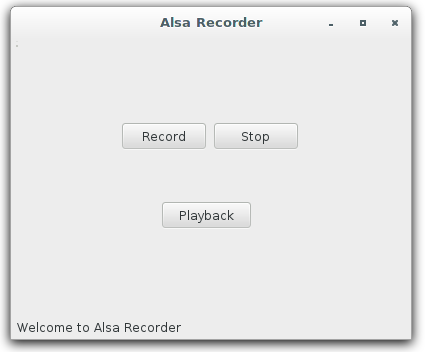 Alsa Recorder
Record Stop
Playback
Welcome to Alsa Recorder